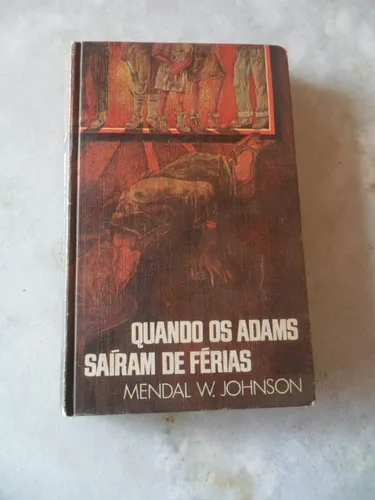 QUANDO OS ADAMS
SAÍRAM DE FÉRIAS
MENDAL W. JOHNSON